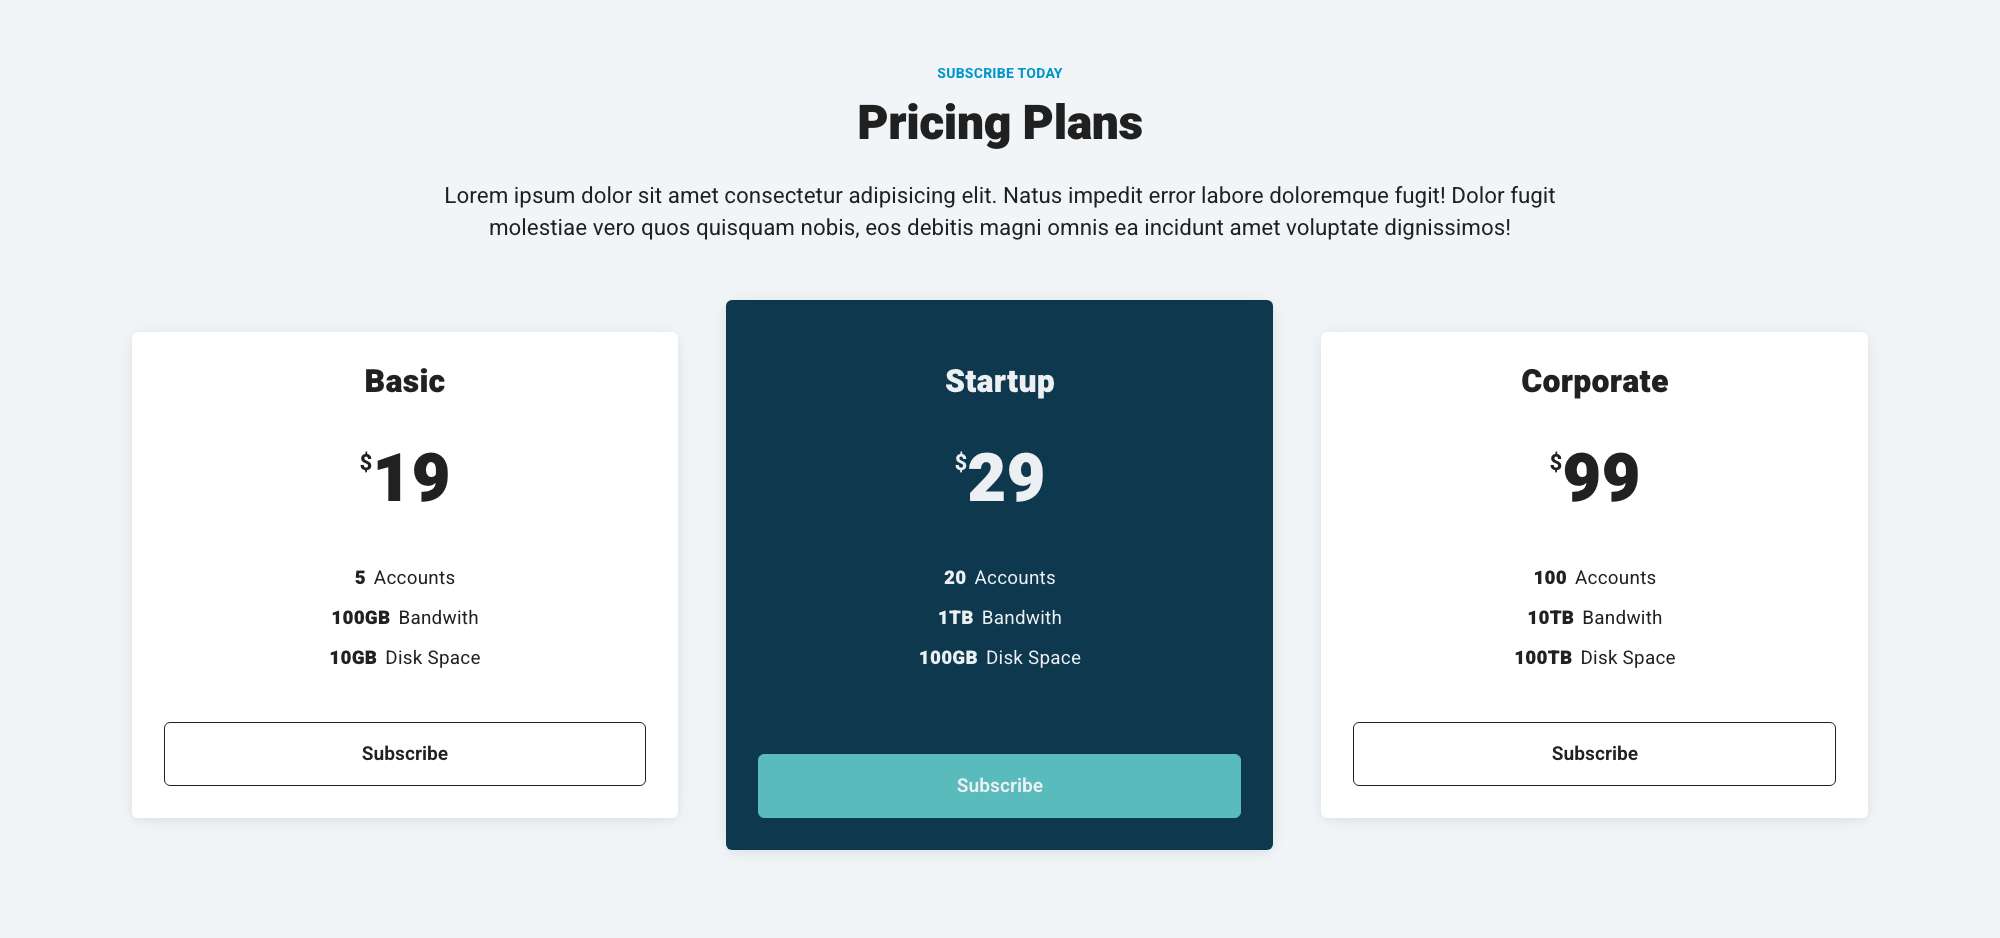 SUBSCRIBE TODAY
Pricing Plans
Lorem ipsum dolor sit amet consectetur adipisicing elit. Natus impedit error labore doloremque fugit! Dolor fugit
molestiae vero quos quisquam nobis, eos debitis magni omnis ea incidunt amet voluptate dignissimos!
Basic
$19
5 Accounts
100GB Bandwith
10GB Disk Space
Subscribe
Startup
$29
20 Accounts
1TB Bandwith
100GB Disk Space
Subscribe
Corporate
$99
100 Accounts
10TB Bandwith
100TB Disk Space
Subscribe